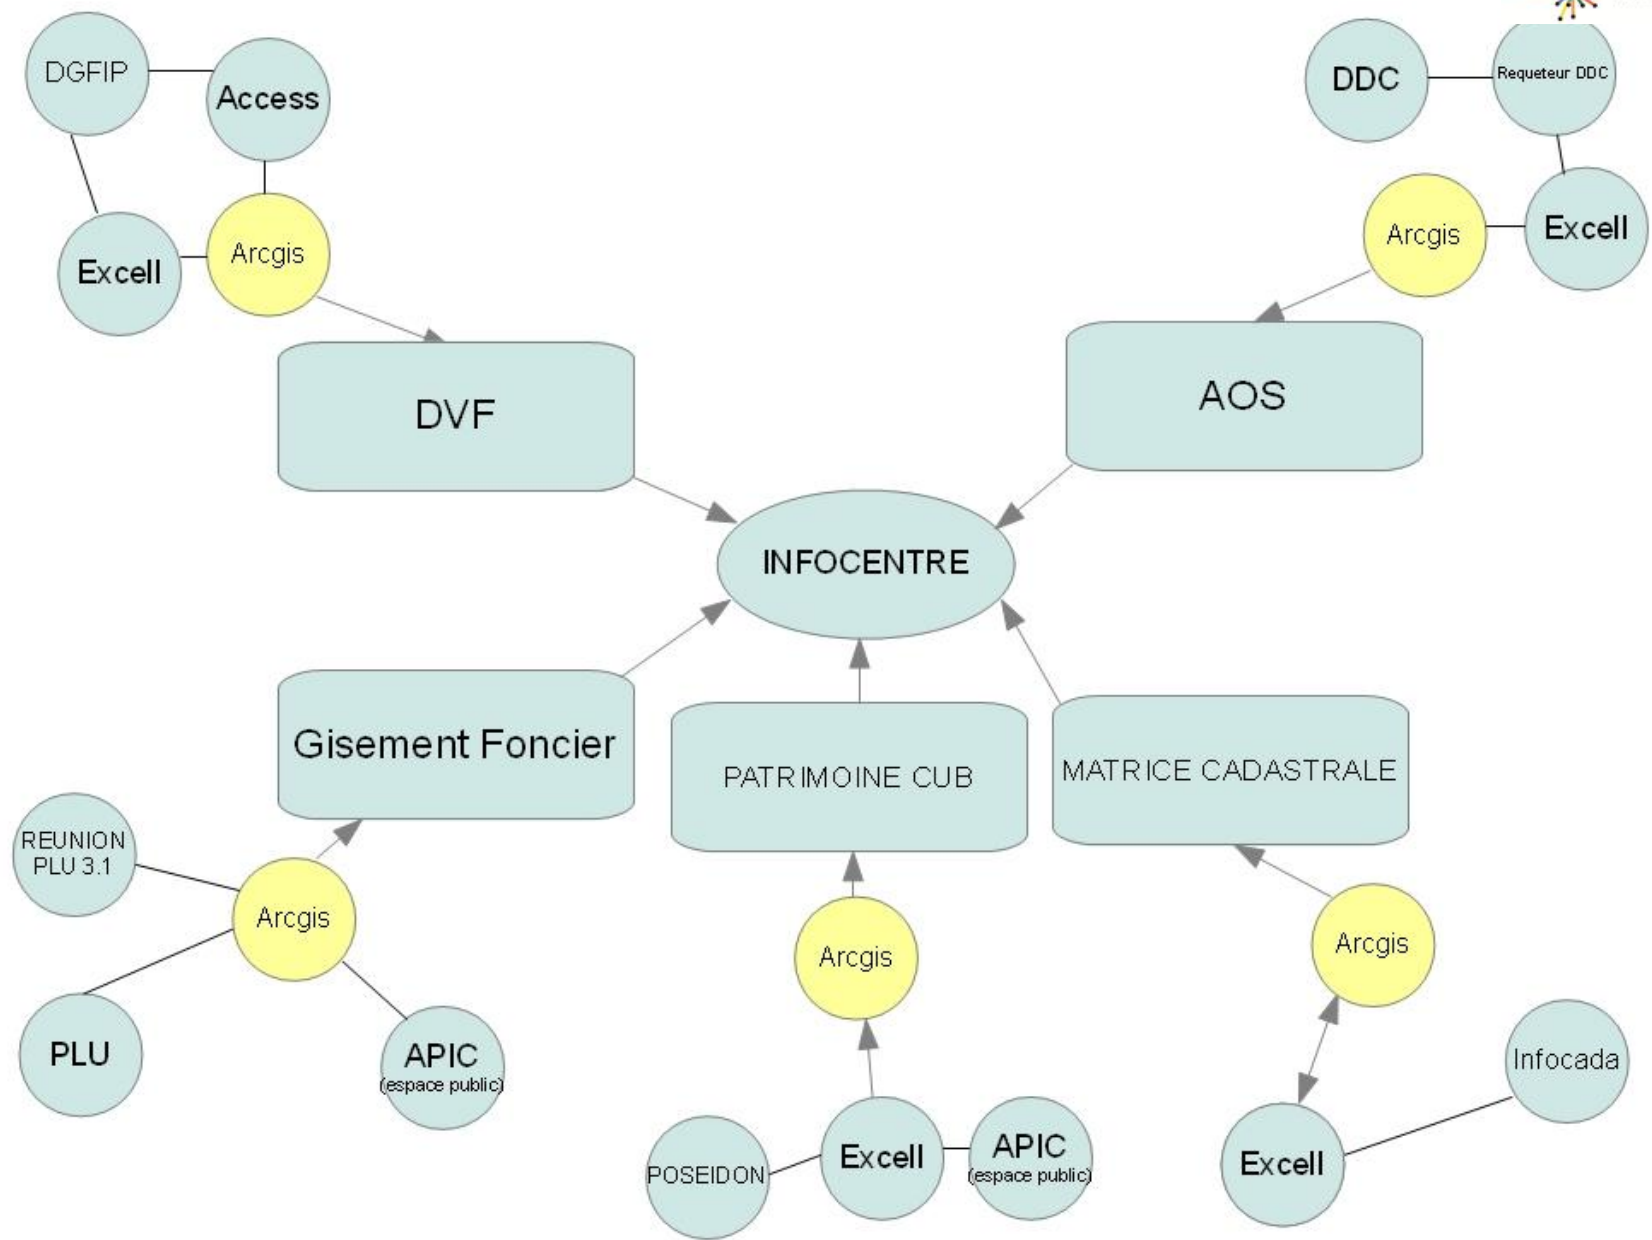 DGFIP
Access
Excell
Arcgis
DVF
DDC
Requeteur DDC
Arcgis
Excell
AOS
INFOCENTRE
Gisement Foncier
REUNION
PLU 3.1
Arcgis
PLU
APIC
(espace public)
PATRIMOINE CUB
Arcgis
POSEIDON
Excell
APIC
(espace public)
MATRICE CADASTRALE
Arcgis
Infocada
Excell